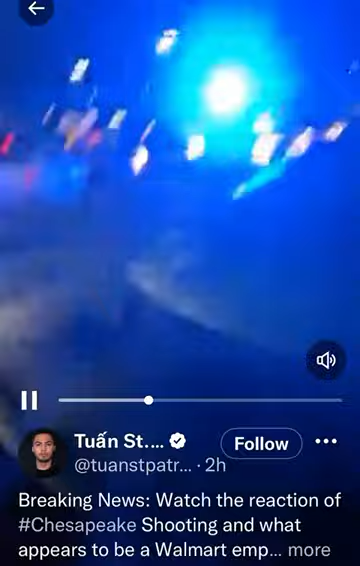 Tuấn St....
Follow
@tuanstpatr... · 2h
Breaking News: Watch the reaction of
#Chesapeake Shooting and what
appears to be a Walmart emp... more